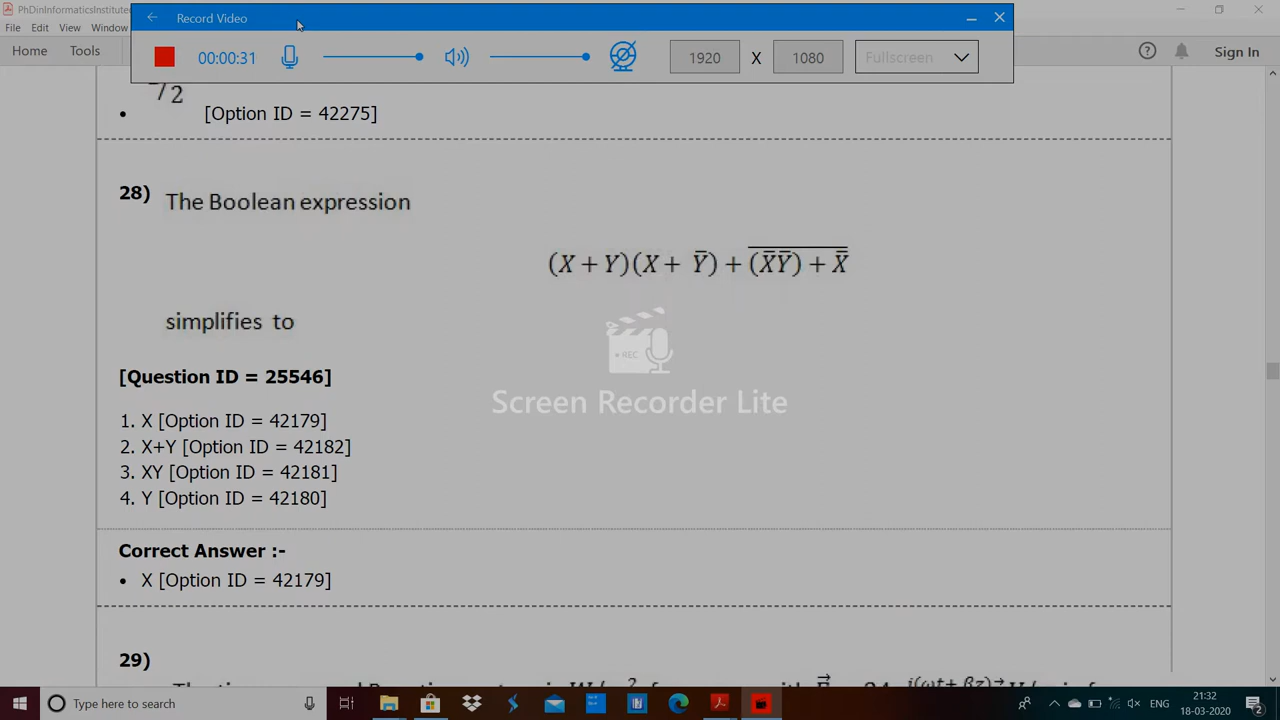 PhDinInformaticsInstitute
← Record Video
File Edit View Window
00:00:31 1920 X 1080 Fullscreen
Home Tools Sign In
[Option ID = 42275]
28) The Boolean expression
(X + Y)(X + Ȳ) + \overline{(X̄Ȳ) + X̿}
simplifies to
REC
Screen Recorder Lite
[Question ID = 25546]
1. X [Option ID = 42179]
2. X+Y [Option ID = 42182]
3. XY [Option ID = 42181]
4. Y [Option ID = 42180]
Correct Answer :-
• X [Option ID = 42179]
29)
Type here to search
ENG
21:32
18-03-2020
2